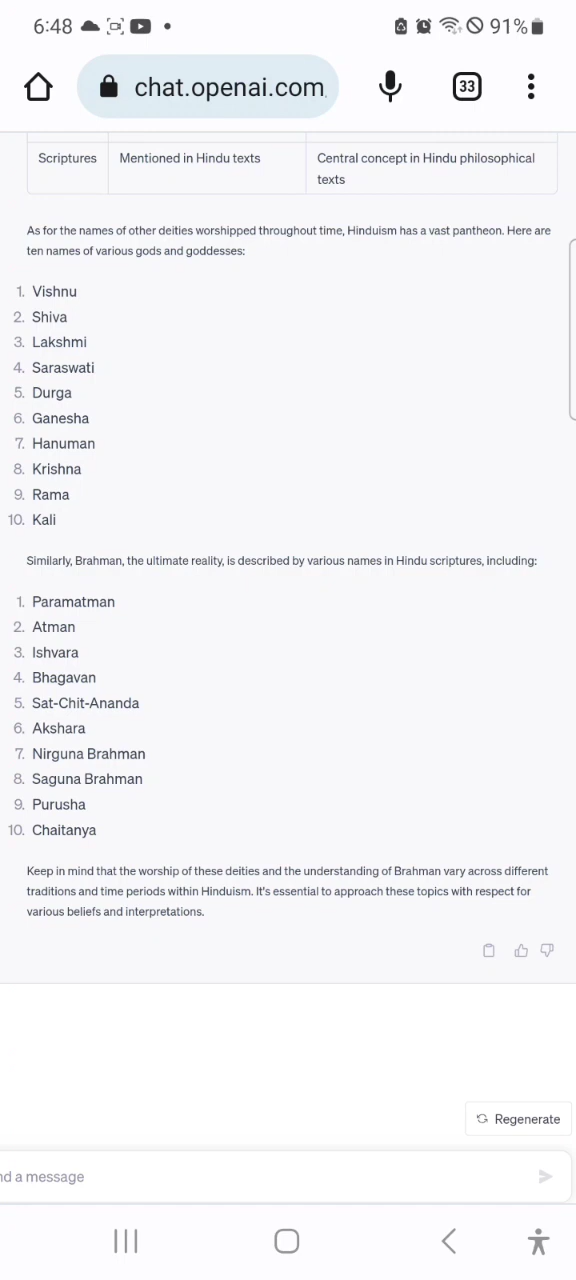 6:48
91%
chat.openai.com
33
Scriptures
Mentioned in Hindu texts
Central concept in Hindu philosophical
texts
As for the names of other deities worshipped throughout time, Hinduism has a vast pantheon. Here are
ten names of various gods and goddesses:
1. Vishnu
2. Shiva
3. Lakshmi
4. Saraswati
5. Durga
6. Ganesha
7. Hanuman
8. Krishna
9. Rama
10. Kali
Similarly, Brahman, the ultimate reality, is described by various names in Hindu scriptures, including:
1. Paramatman
2. Atman
3. Ishvara
4. Bhagavan
5. Sat-Chit-Ananda
6. Akshara
7. Nirguna Brahman
8. Saguna Brahman
9. Purusha
10. Chaitanya
Keep in mind that the worship of these deities and the understanding of Brahman vary across different
traditions and time periods within Hinduism. It's essential to approach these topics with respect for
various beliefs and interpretations.
Regenerate
nd a message